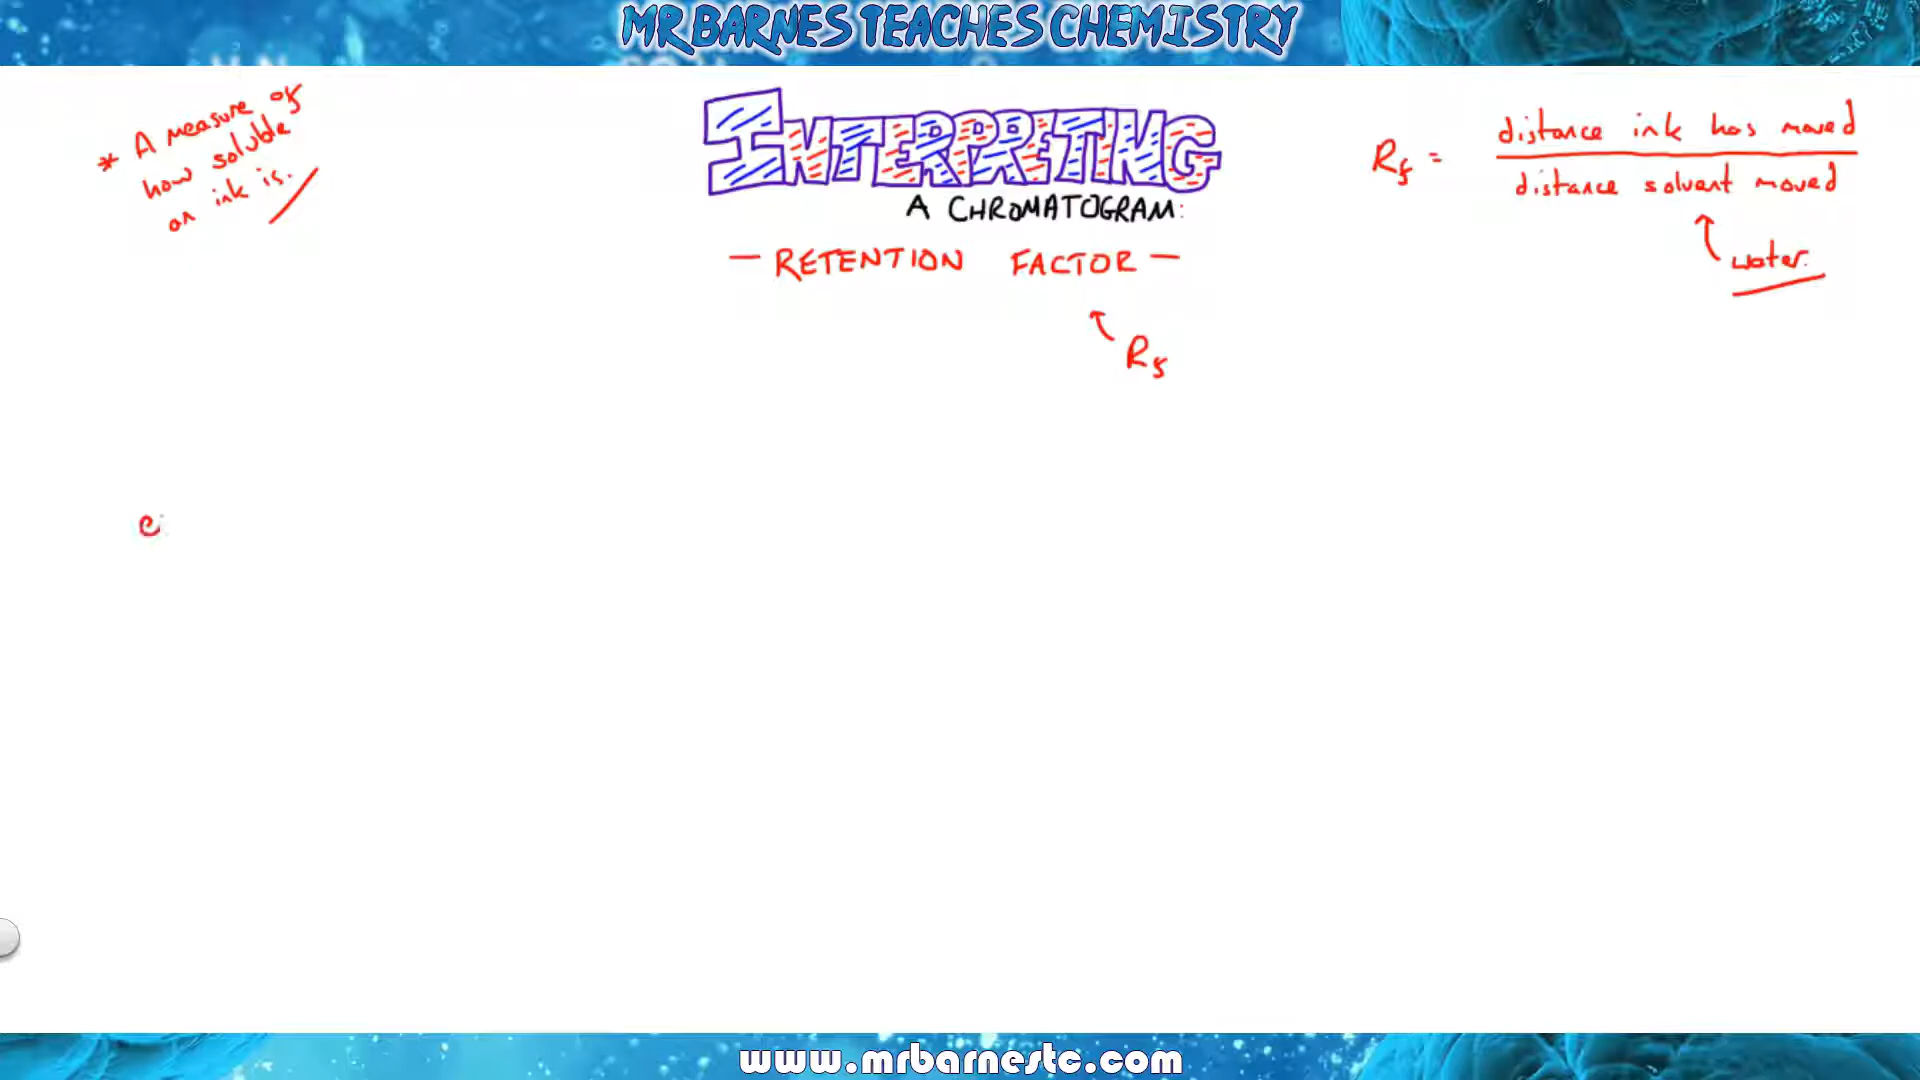 MR BARNES TEACHES CHEMISTRY
* A measure of
how soluble
an ink is.
INTERPRETING
A CHROMATOGRAM:
- RETENTION FACTOR -
Rf
Rf = distance ink has moved
distance solvent moved
water.
e
www.mrbarnestc.com